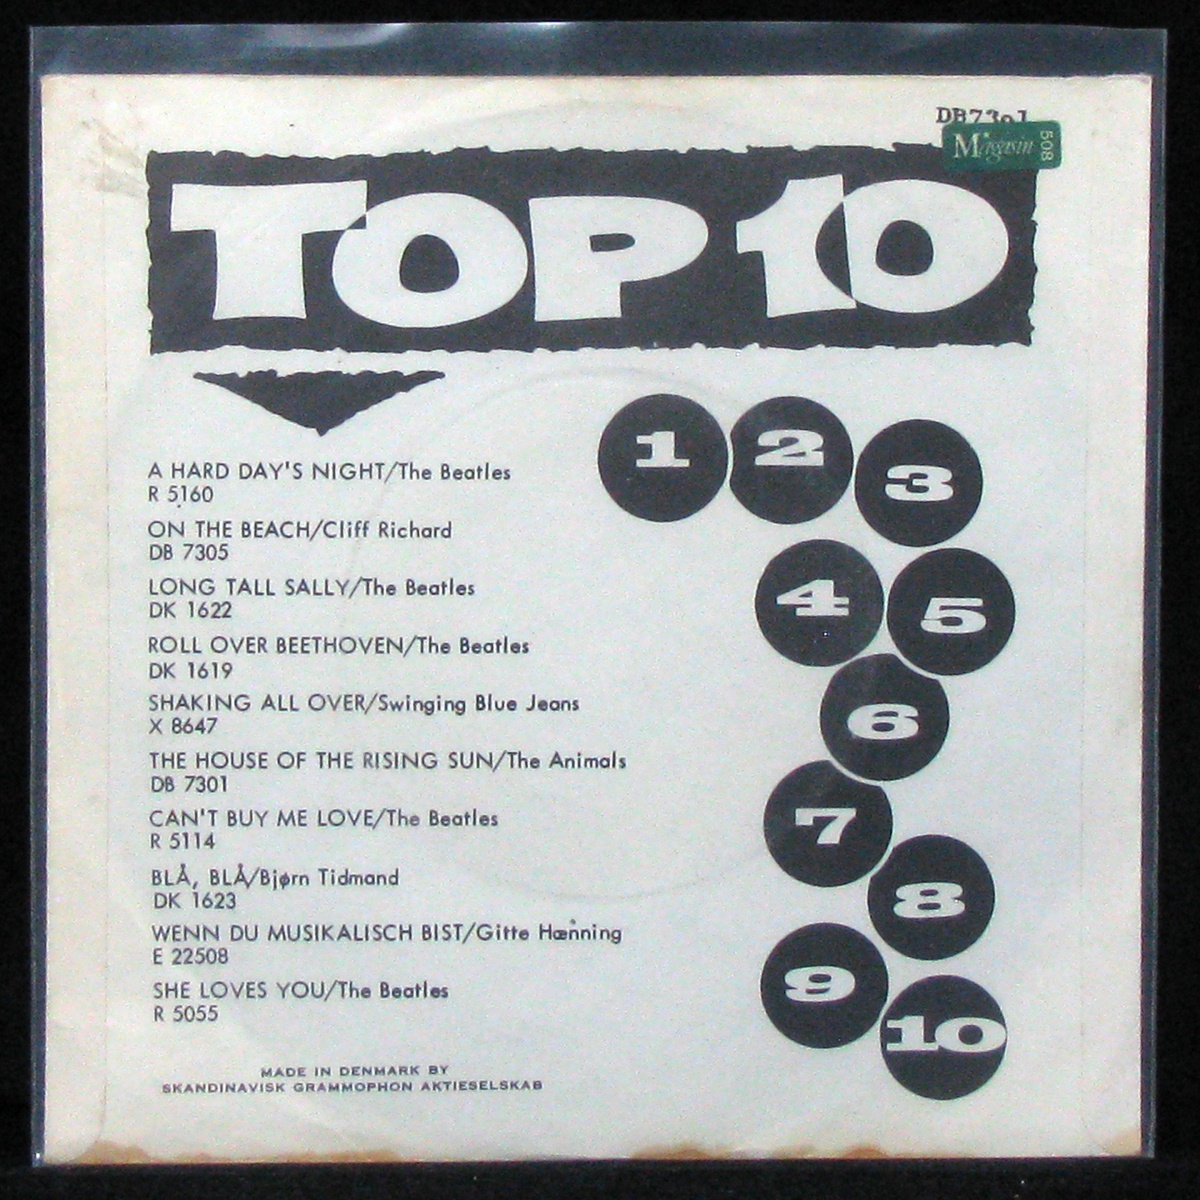 DB73o1
Magasin
508
TOP 10
1 2 3
4 5
6
7
8
9
10
A HARD DAY'S NIGHT/The Beatles
R 5160
ON THE BEACH/Cliff Richard
DB 7305
LONG TALL SALLY/The Beatles
DK 1622
ROLL OVER BEETHOVEN/The Beatles
DK 1619
SHAKING ALL OVER/Swinging Blue Jeans
X 8647
THE HOUSE OF THE RISING SUN/The Animals
DB 7301
CAN'T BUY ME LOVE/The Beatles
R 5114
BLÅ, BLÅ/Bjørn Tidmand
DK 1623
WENN DU MUSIKALISCH BIST/Gitte Hænning
E 22508
SHE LOVES YOU/The Beatles
R 5055
MADE IN DENMARK BY
SKANDINAVISK GRAMMOPHON AKTIESELSKAB